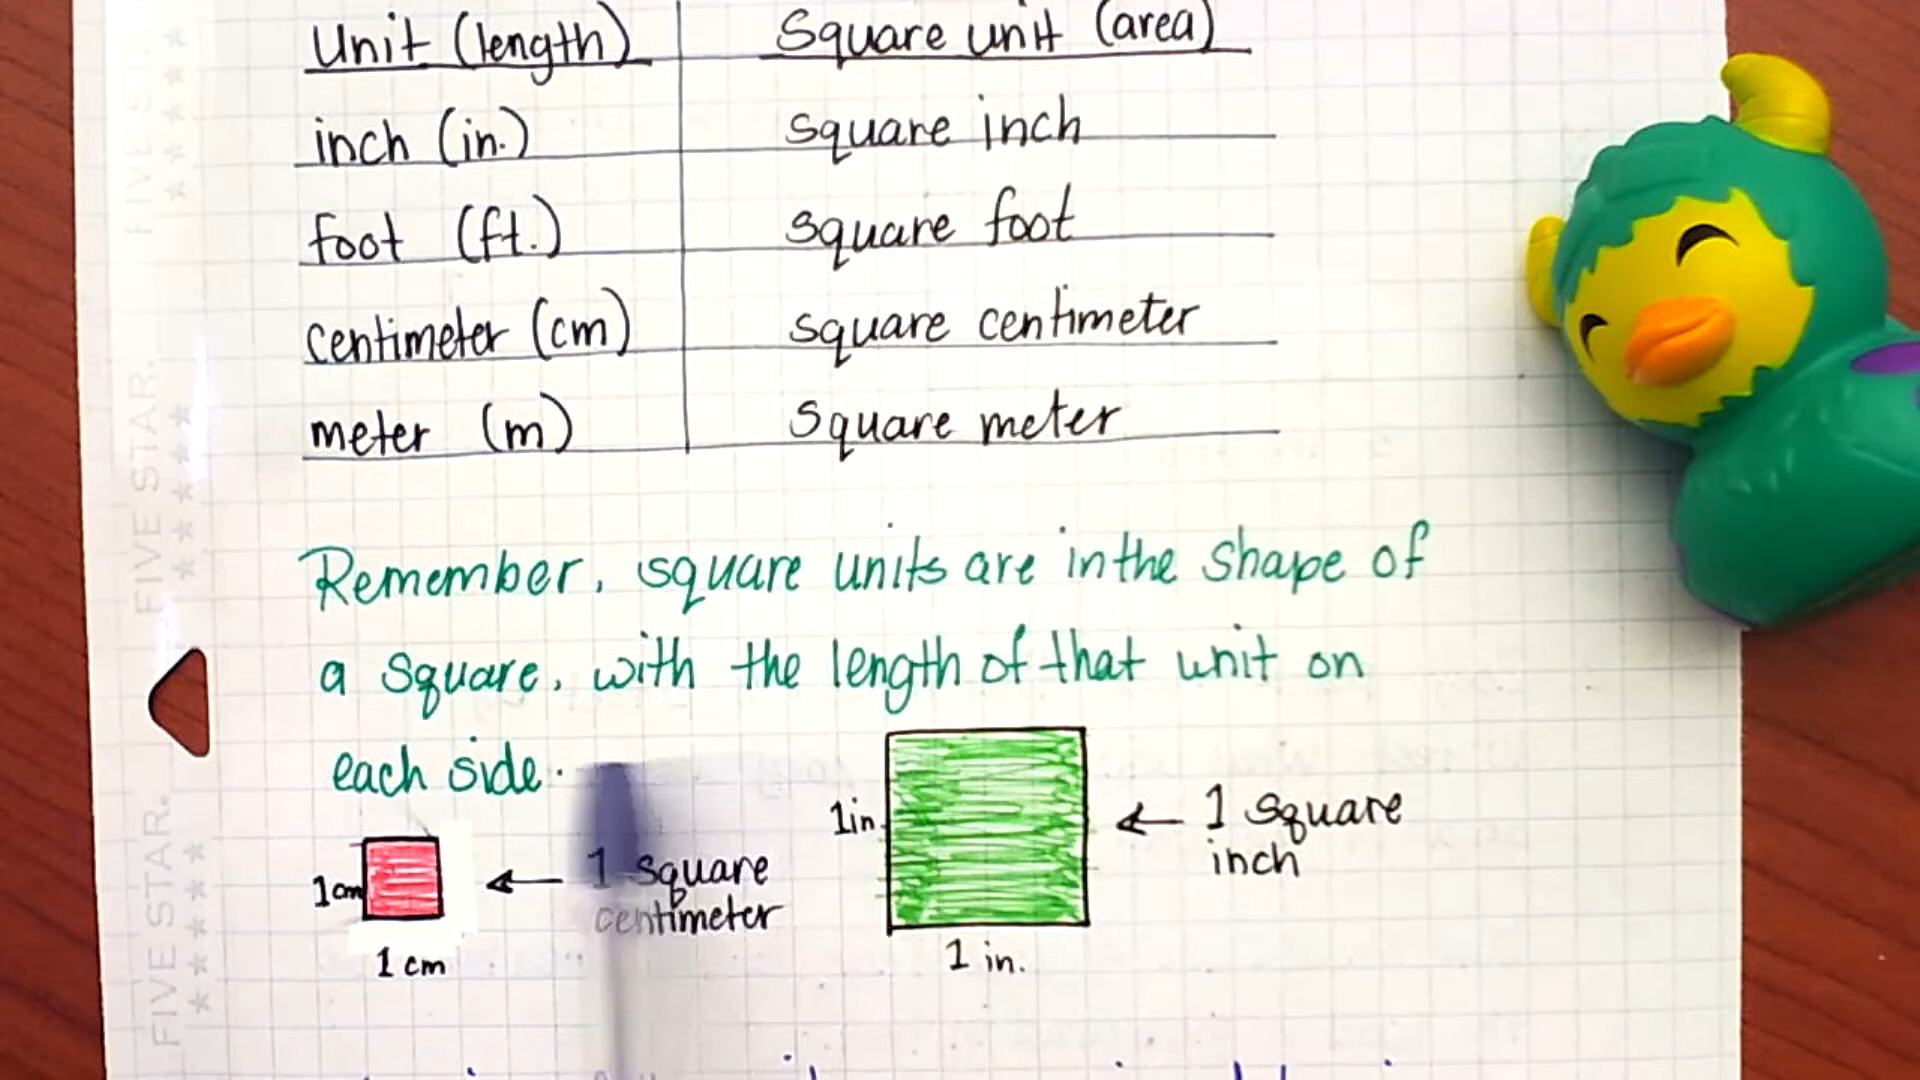 Unit (length) Square unit (area)
inch (in.) square inch
foot (ft.) square foot
centimeter (cm) square centimeter
meter (m) square meter
Remember, square units are in the shape of
a square, with the length of that unit on
each side.
1in. ← 1 square
inch
1cm ← 1 square
centimeter
1 cm
1 in.
FIVE STAR.
FIVE STAR.
FIVE STAR.